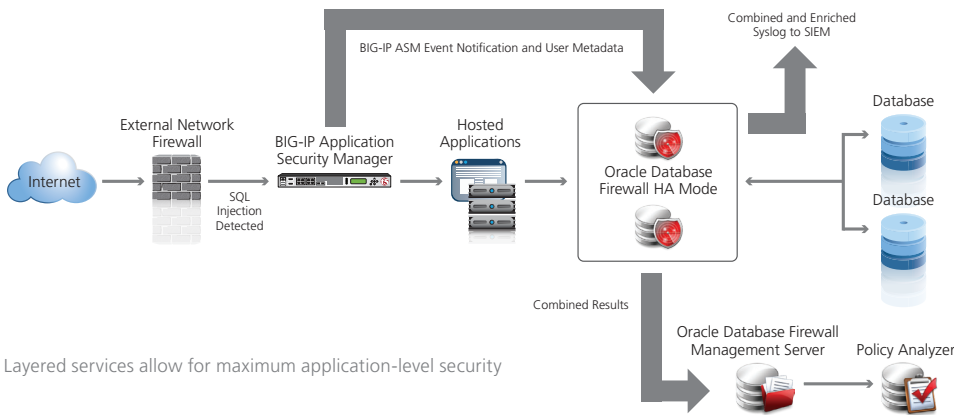 Combined and Enriched
Syslog to SIEM
BIG-IP ASM Event Notification and User Metadata
Database
External Network
Firewall
BIG-IP Application
Security Manager
Hosted
Applications
Internet
SQL
Injection
Detected
Oracle Database
Firewall HA Mode
Database
Combined Results
Oracle Database Firewall
Management Server
Policy Analyzer
Layered services allow for maximum application-level security